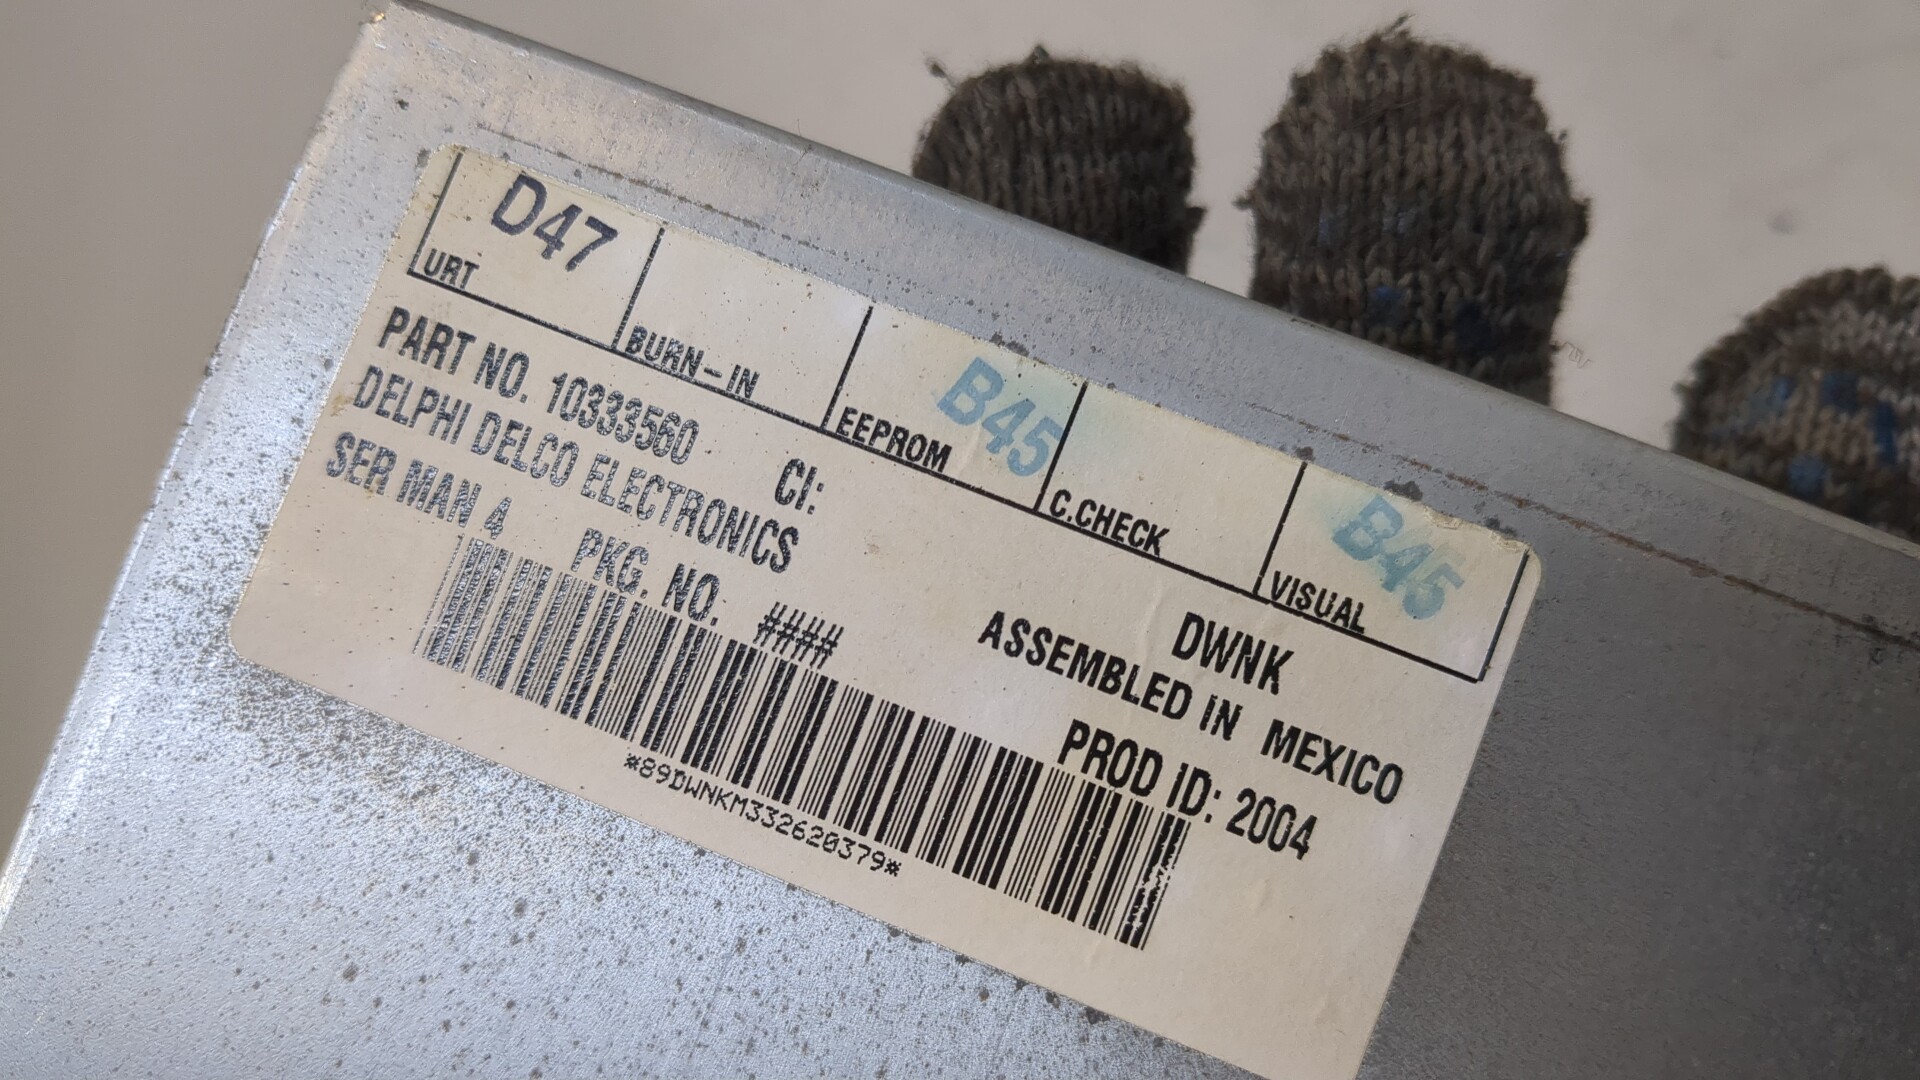 D47
URT
BURN-IN
EEPROM B45
C.CHECK
VISUAL B45
PART NO. 10333560
DELPHI DELCO ELECTRONICS
CI:
SER MAN 4 PKG. NO. ####
DWNK
ASSEMBLED IN MEXICO
PROD ID: 2004
*89DWNKM332620379*